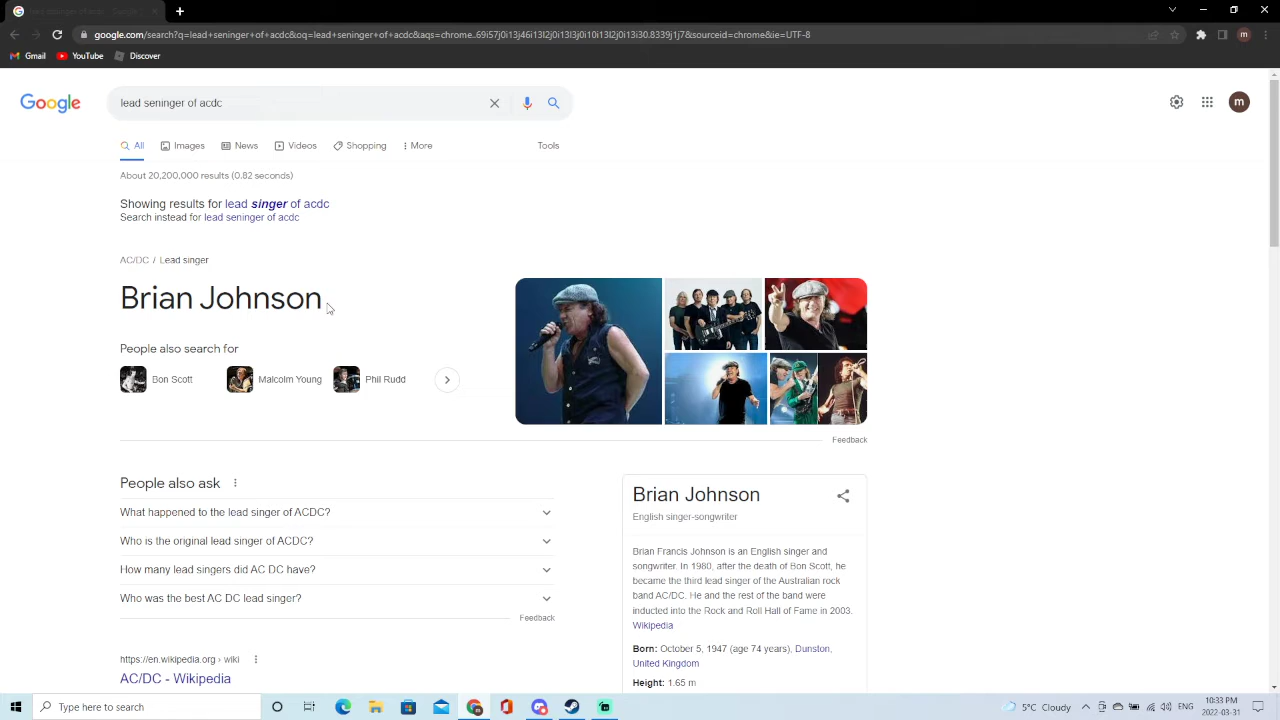 google.com/search?q=lead+seninger+of+acdc&oq=lead+seninger+of+acdc&aqs=chrome..69i57j0i13j46i13l2j0i13l3j0i10i13l2j0i13i30.8339j1j7&sourceid=chrome&ie=UTF-8
m
Gmail YouTube Discover
Google lead seninger of acdc m
All Images News Videos Shopping More Tools
About 20,200,000 results (0.82 seconds)
Showing results for lead singer of acdc
Search instead for lead seninger of acdc
AC/DC / Lead singer
Brian Johnson
People also search for
Bon Scott Malcolm Young Phil Rudd
Feedback
People also ask
What happened to the lead singer of ACDC?
Who is the original lead singer of ACDC?
How many lead singers did AC DC have?
Who was the best AC DC lead singer?
Feedback
https://en.wikipedia.org › wiki
AC/DC - Wikipedia
Brian Johnson
English singer-songwriter
Brian Francis Johnson is an English singer and
songwriter. In 1980, after the death of Bon Scott, he
became the third lead singer of the Australian rock
band AC/DC. He and the rest of the band were
inducted into the Rock and Roll Hall of Fame in 2003.
Wikipedia
Born: October 5, 1947 (age 74 years), Dunston,
United Kingdom
Height: 1.65 m
Type here to search
5°C Cloudy
ENG
10:33 PM
2022-03-31